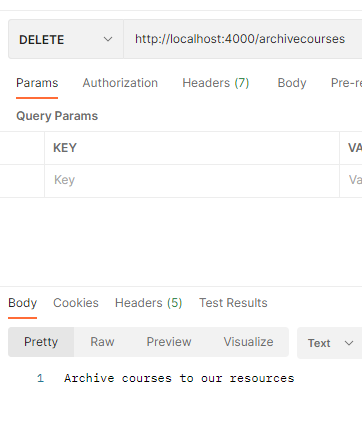 DELETE http://localhost:4000/archivecourses
Params Authorization Headers (7) Body Pre-re
Query Params
KEY VA
Key Va
Body Cookies Headers (5) Test Results
Pretty Raw Preview Visualize Text
1 Archive courses to our resources